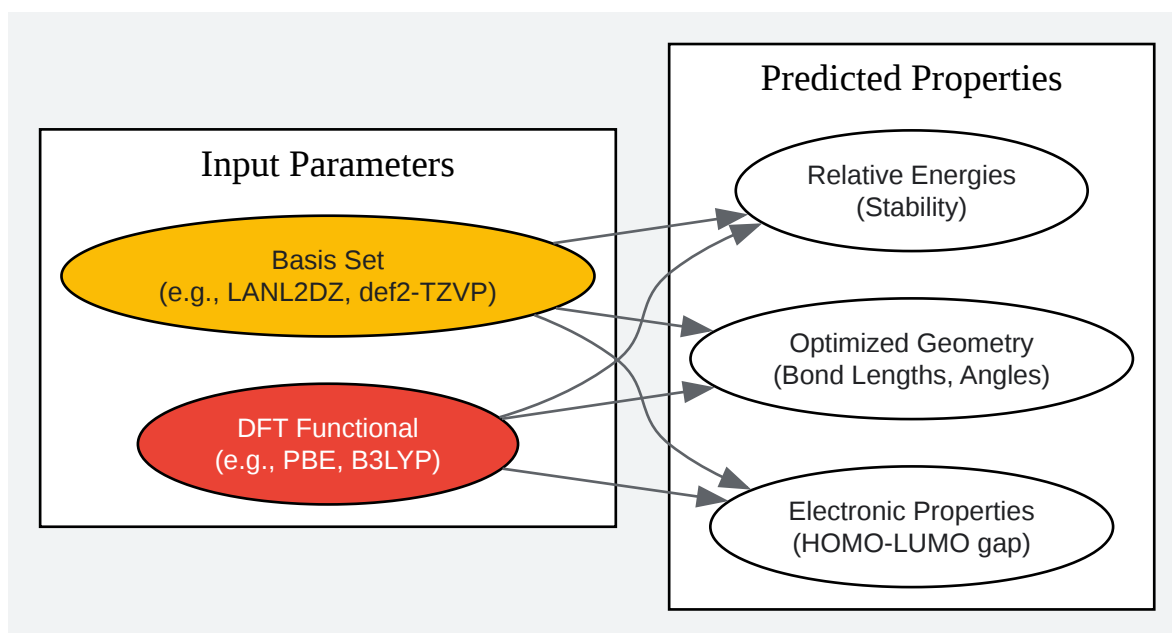 Input Parameters
Basis Set
(e.g., LANL2DZ, def2-TZVP)
DFT Functional
(e.g., PBE, B3LYP)
Predicted Properties
Relative Energies
(Stability)
Optimized Geometry
(Bond Lengths, Angles)
Electronic Properties
(HOMO-LUMO gap)